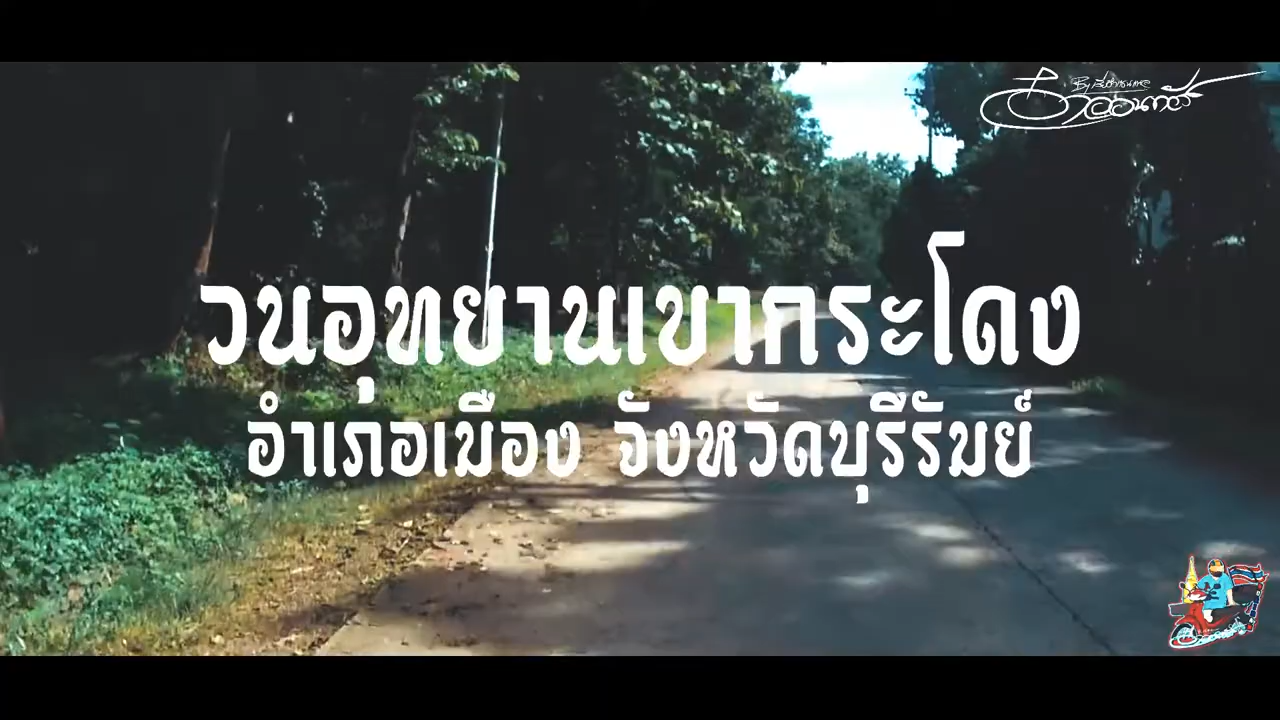 วนอุทยานเขากระโดง
อำเภอเมือง จังหวัดบุรีรัมย์